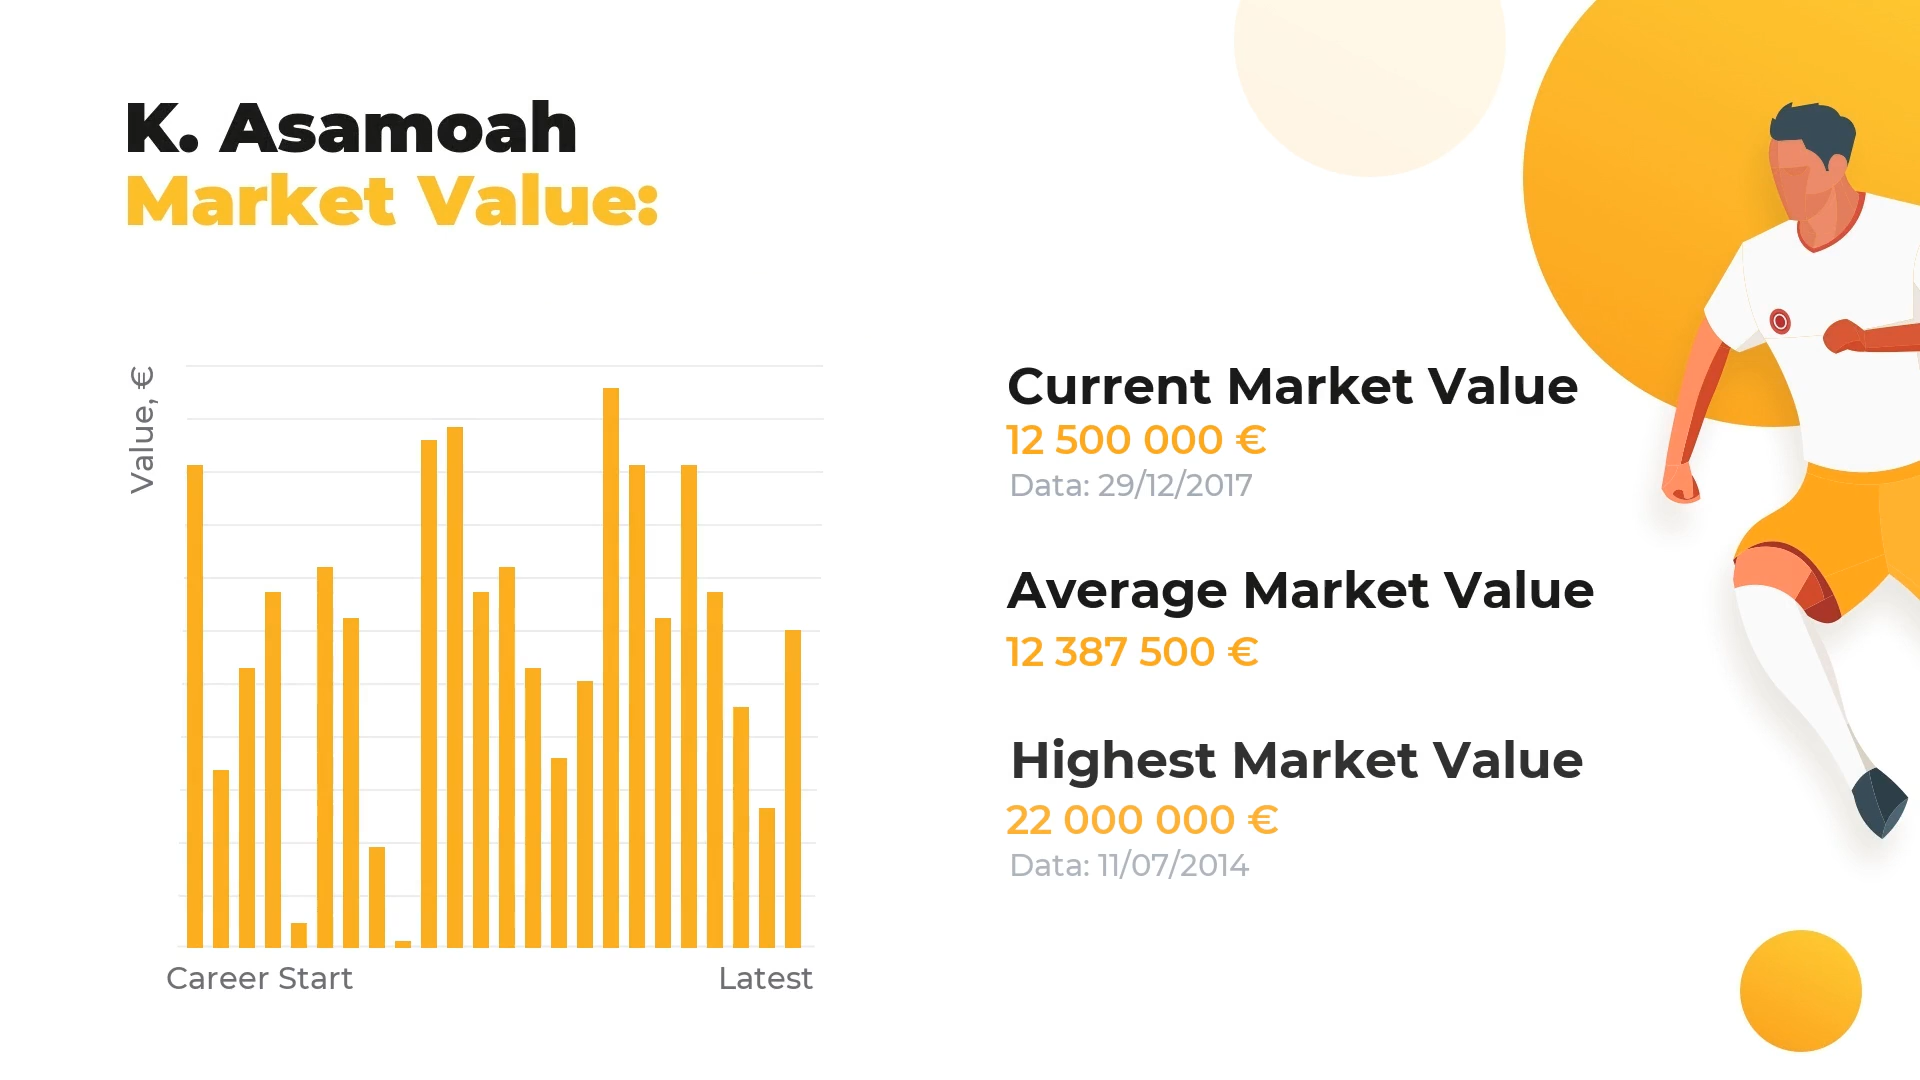 K. Asamoah
Market Value:
Value, €
Career Start
Latest
Current Market Value
12 500 000 €
Data: 29/12/2017
Average Market Value
12 387 500 €
Highest Market Value
22 000 000 €
Data: 11/07/2014